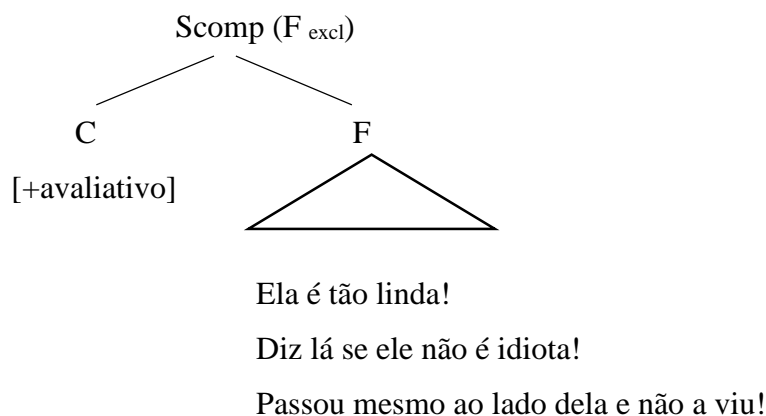 Scomp (F excl)
C F
[+avaliativo]
Ela é tão linda!
Diz lá se ele não é idiota!
Passou mesmo ao lado dela e não a viu!